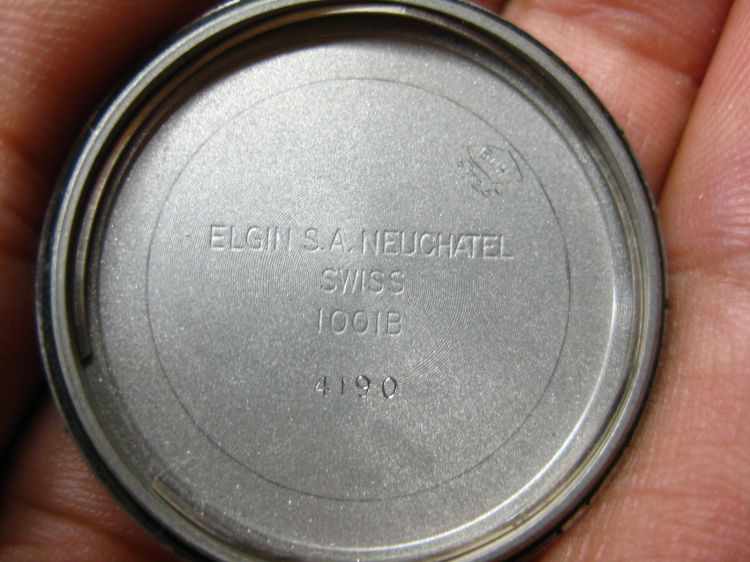 ELGIN S.A. NEUCHATEL
SWISS
1001B
4190